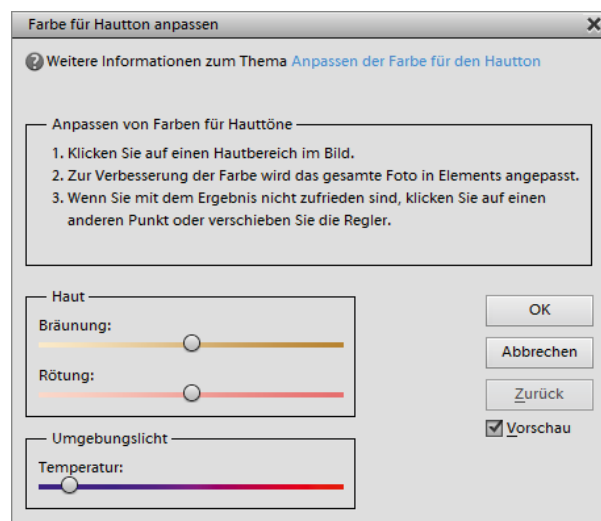 Farbe für Hautton anpassen
Weitere Informationen zum Thema Anpassen der Farbe für den Hautton
Anpassen von Farben für Hauttöne
1. Klicken Sie auf einen Hautbereich im Bild.
2. Zur Verbesserung der Farbe wird das gesamte Foto in Elements angepasst.
3. Wenn Sie mit dem Ergebnis nicht zufrieden sind, klicken Sie auf einen
anderen Punkt oder verschieben Sie die Regler.
Haut
Bräunung:
Rötung:
Umgebungslicht
Temperatur:
OK
Abbrechen
Zurück
Vorschau